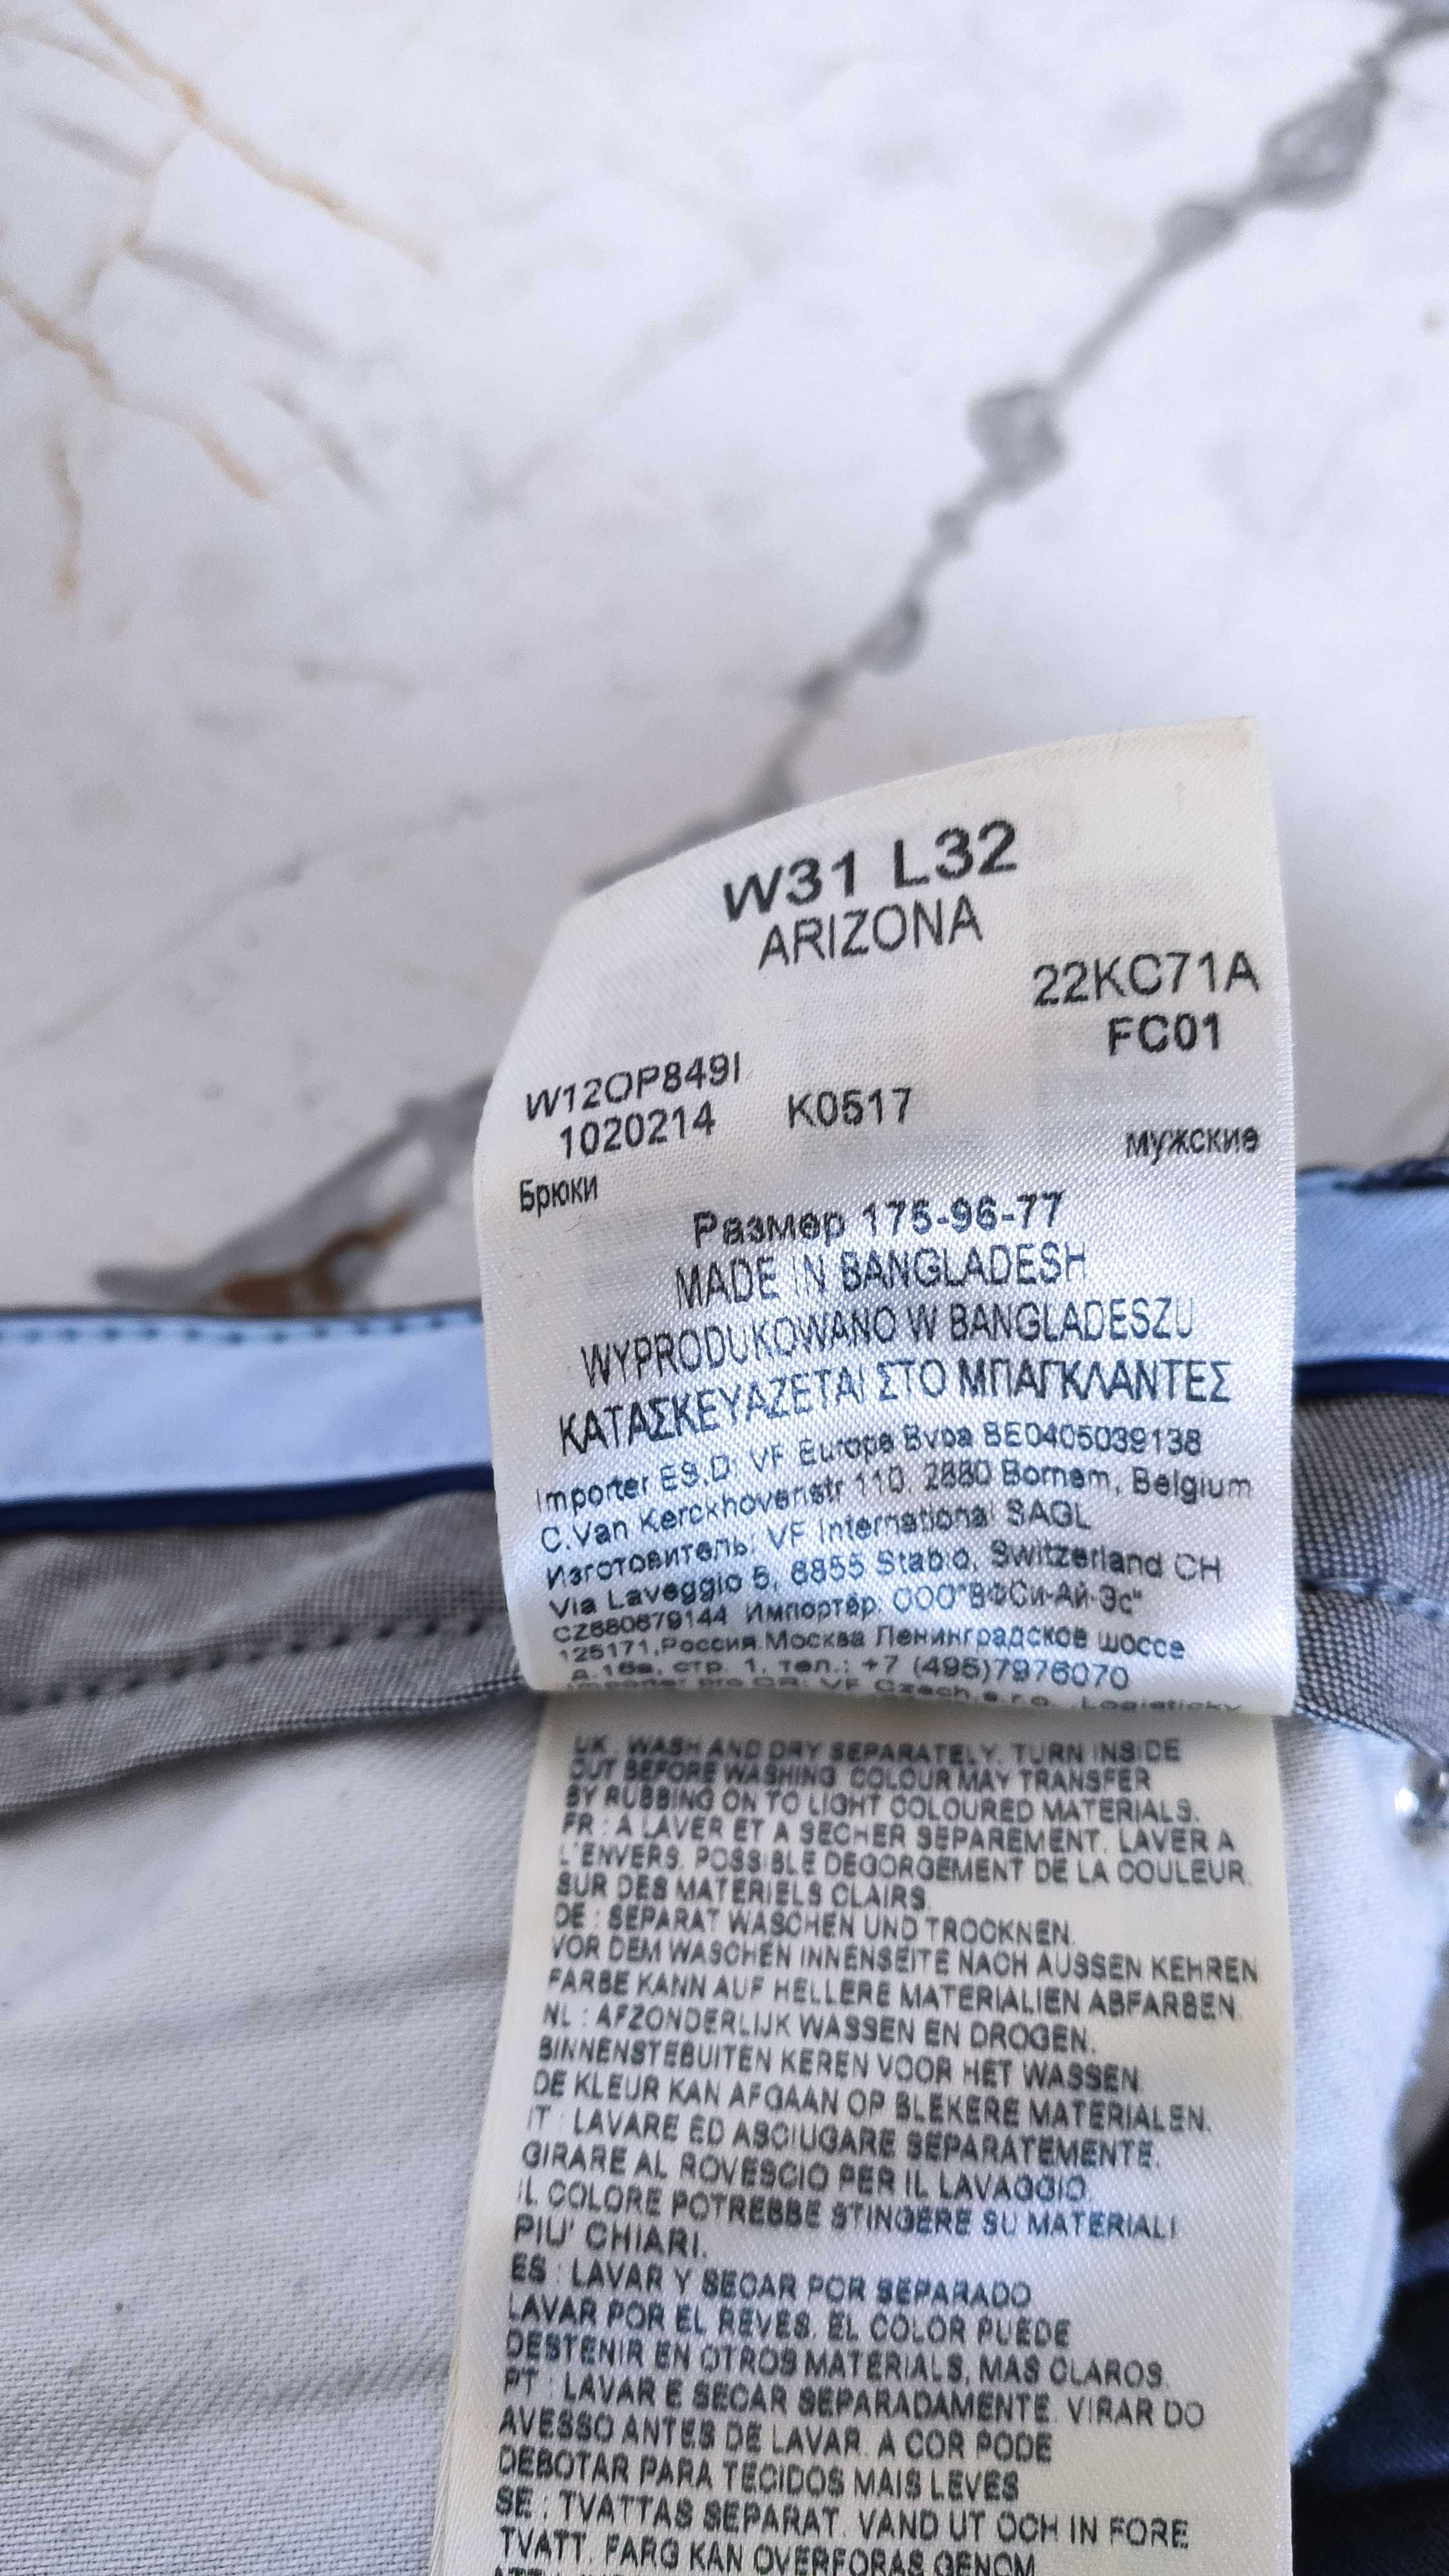 W31 L32
ARIZONA
22KC71A
FC01
W12OP849I
1020214 K0517
Брюки мужские
Размер 175-96-77
MADE IN BANGLADESH
WYPRODUKOWANO W BANGLADESZU
ΚΑΤΑΣΚΕΥΑΖΕΤΑΙ ΣΤΟ ΜΠΑΓΚΛΑΝΤΕΣ
Importer ES.D: VF Europe Bvba BE0405039138
C.Van Kerckhovenstr 110, 2880 Bornem, Belgium
Изготовитель: VF International SAGL
Via Laveggio 5, 6855 Stabio, Switzerland CH
CZ680679144 Импортёр: ООО"ВФСи-Ай-Эс"
125171,Россия.Москва Ленинградское шоссе
д.16а, стр. 1. тел.: +7 (495)7976070
Importer pro CR: VF Czech s.r.o., Logisticky
UK : WASH AND DRY SEPARATELY. TURN INSIDE
OUT BEFORE WASHING. COLOUR MAY TRANSFER
BY RUBBING ON TO LIGHT COLOURED MATERIALS.
FR : A LAVER ET A SECHER SEPAREMENT. LAVER A
L'ENVERS. POSSIBLE DEGORGEMENT DE LA COULEUR
SUR DES MATERIELS CLAIRS.
DE : SEPARAT WASCHEN UND TROCKNEN.
VOR DEM WASCHEN INNENSEITE NACH AUSSEN KEHREN
FARBE KANN AUF HELLERE MATERIALIEN ABFARBEN.
NL : AFZONDERLIJK WASSEN EN DROGEN.
BINNENSTEBUITEN KEREN VOOR HET WASSEN.
DE KLEUR KAN AFGAAN OP BLEKERE MATERIALEN.
IT : LAVARE ED ASCIUGARE SEPARATEMENTE.
GIRARE AL ROVESCIO PER IL LAVAGGIO.
IL COLORE POTREBBE STINGERE SU MATERIALI
PIU' CHIARI.
ES : LAVAR Y SECAR POR SEPARADO
LAVAR POR EL REVES. EL COLOR PUEDE
DESTENIR EN OTROS MATERIALS, MAS CLAROS.
PT : LAVAR E SECAR SEPARADAMENTE. VIRAR DO
AVESSO ANTES DE LAVAR. A COR PODE
DEBOTAR PARA TECIDOS MAIS LEVES
SE : TVATTAS SEPARAT. VAND UT OCH IN FORE
TVATT. FARG KAN OVERFORAS GENOM